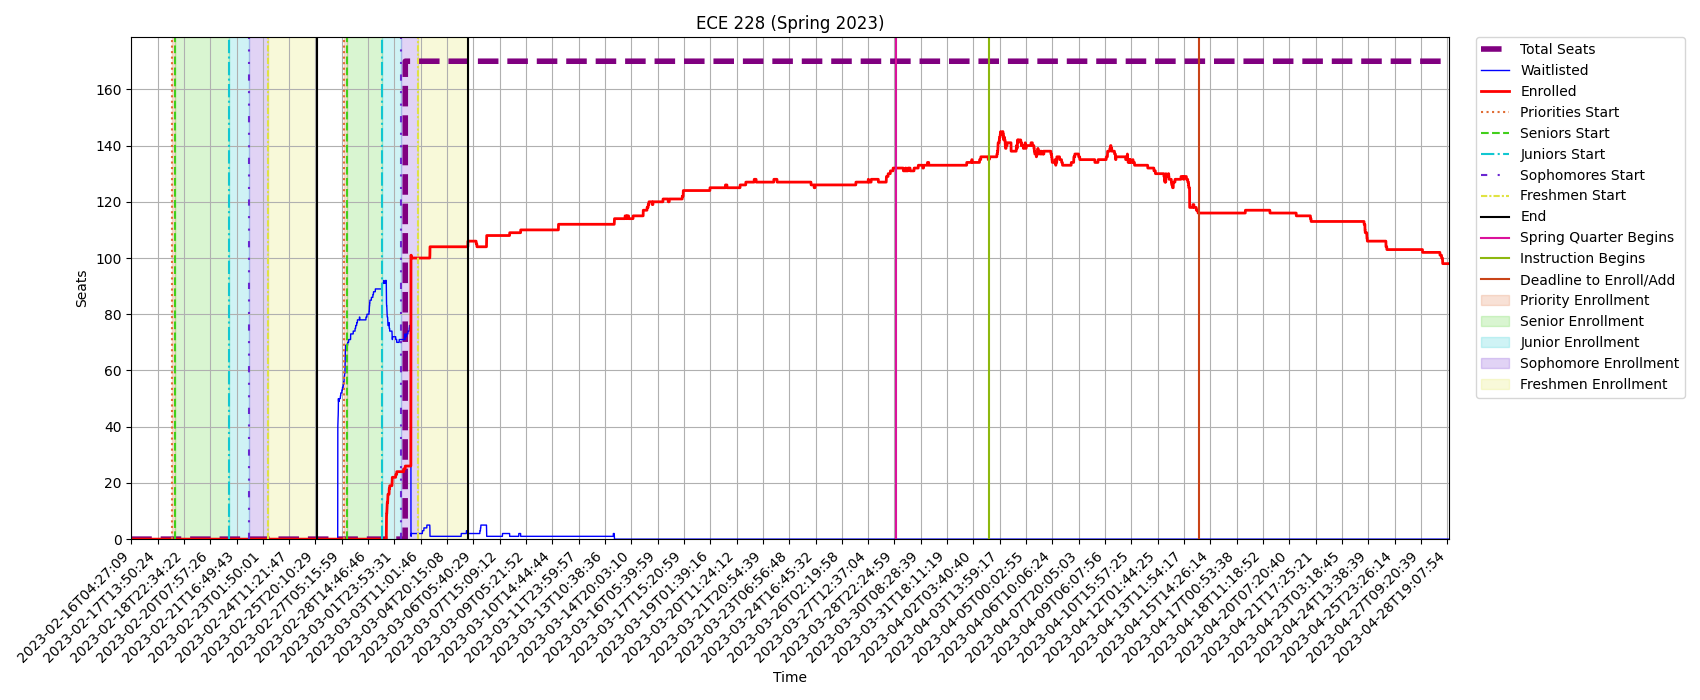 ECE 228 (Spring 2023)
Seats
160
140
120
100
80
60
40
20
0
2023-02-16T04:27:09
2023-02-17T13:50:24
2023-02-18T22:34:22
2023-02-20T07:57:26
2023-02-21T16:49:43
2023-02-23T01:50:01
2023-02-24T11:21:47
2023-02-25T20:10:29
2023-02-27T05:15:59
2023-02-28T14:46:46
2023-03-01T23:53:31
2023-03-03T11:01:46
2023-03-04T20:15:08
2023-03-06T05:40:29
2023-03-07T15:09:12
2023-03-09T05:21:52
2023-03-10T14:44:44
2023-03-11T23:59:57
2023-03-13T10:38:36
2023-03-14T20:03:10
2023-03-16T05:39:59
2023-03-17T15:20:59
2023-03-19T01:39:16
2023-03-20T11:24:12
2023-03-21T20:54:39
2023-03-23T06:56:48
2023-03-24T16:45:32
2023-03-26T02:19:58
2023-03-27T12:37:04
2023-03-28T22:24:59
2023-03-30T08:28:39
2023-03-31T18:11:19
2023-04-02T03:40:40
2023-04-03T13:59:17
2023-04-05T00:02:55
2023-04-06T10:06:24
2023-04-07T20:05:03
2023-04-09T06:07:56
2023-04-10T15:57:25
2023-04-12T01:44:25
2023-04-13T11:54:17
2023-04-15T14:26:14
2023-04-17T00:53:38
2023-04-18T11:18:52
2023-04-20T07:20:40
2023-04-21T17:25:21
2023-04-23T03:18:45
2023-04-24T13:38:39
2023-04-25T23:26:14
2023-04-27T09:20:39
2023-04-28T19:07:54
Time
Total Seats
Waitlisted
Enrolled
Priorities Start
Seniors Start
Juniors Start
Sophomores Start
Freshmen Start
End
Spring Quarter Begins
Instruction Begins
Deadline to Enroll/Add
Priority Enrollment
Senior Enrollment
Junior Enrollment
Sophomore Enrollment
Freshmen Enrollment